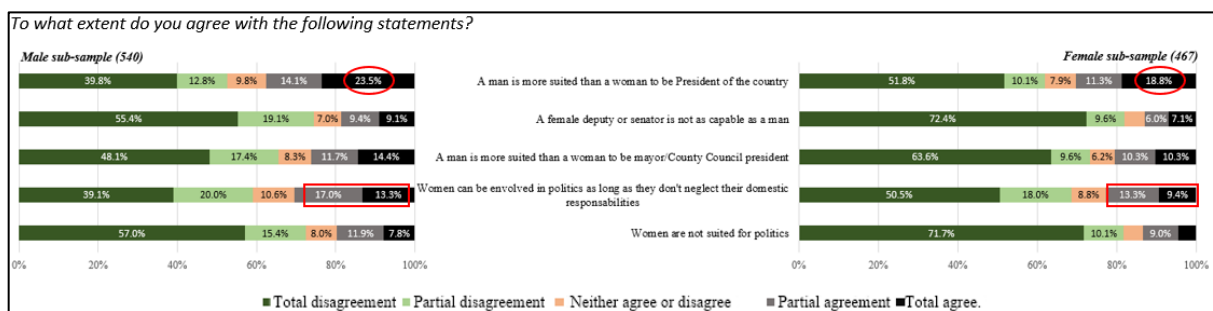 To what extent do you agree with the following statements?
Male sub-sample (540)
Female sub-sample (467)
39.8% 12.8% 9.8% 14.1% 23.5%
A man is more suited than a woman to be President of the country
51.8% 10.1% 7.9% 11.3% 18.8%
55.4% 19.1% 7.0% 9.4% 9.1%
A female deputy or senator is not as capable as a man
72.4% 9.6% 6.0% 7.1%
48.1% 17.4% 8.3% 11.7% 14.4%
A man is more suited than a woman to be mayor/County Council president
63.6% 9.6% 6.2% 10.3% 10.3%
39.1% 20.0% 10.6% 17.0% 13.3%
Women can be envolved in politics as long as they don't neglect their domestic
responsabilities
50.5% 18.0% 8.8% 13.3% 9.4%
57.0% 15.4% 8.0% 11.9% 7.8%
Women are not suited for politics
71.7% 10.1% 9.0%
0% 20% 40% 60% 80% 100%
0% 20% 40% 60% 80% 100%
Total disagreement Partial disagreement Neither agree or disagree Partial agreement Total agree.